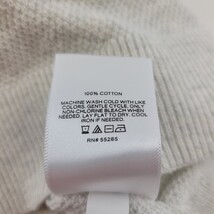 100% COTTON
MACHINE WASH COLD WITH LIKE
COLORS, GENTLE CYCLE. ONLY
NON-CHLORINE BLEACH WHEN
NEEDED. LAY FLAT TO DRY. COOL
IRON IF NEEDED.
RN# 55285